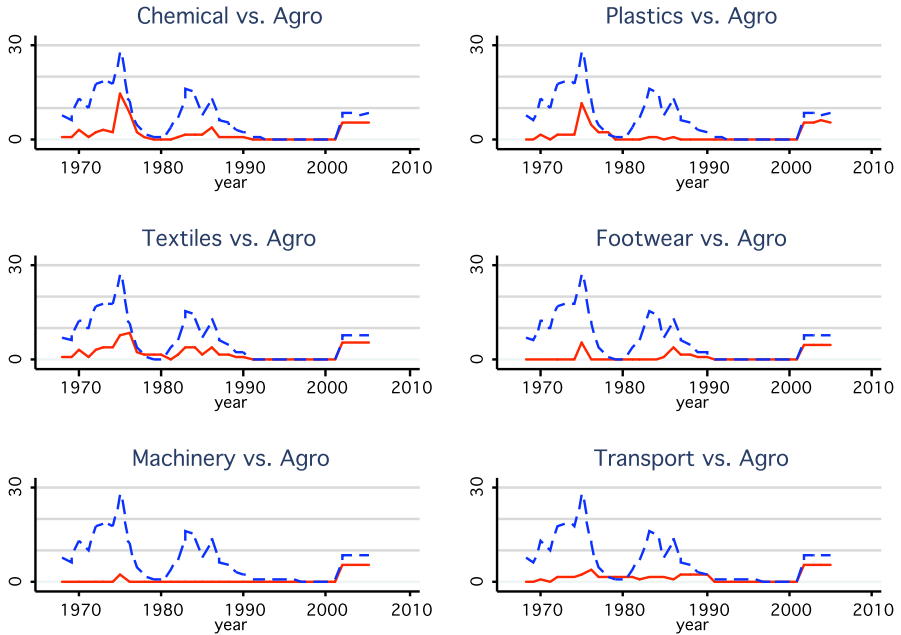 Chemical vs. Agro
30
0
1970 1980 1990 2000 2010
year
Plastics vs. Agro
30
0
1970 1980 1990 2000 2010
year
Textiles vs. Agro
30
0
1970 1980 1990 2000 2010
year
Footwear vs. Agro
30
0
1970 1980 1990 2000 2010
year
Machinery vs. Agro
30
0
1970 1980 1990 2000 2010
year
Transport vs. Agro
30
0
1970 1980 1990 2000 2010
year